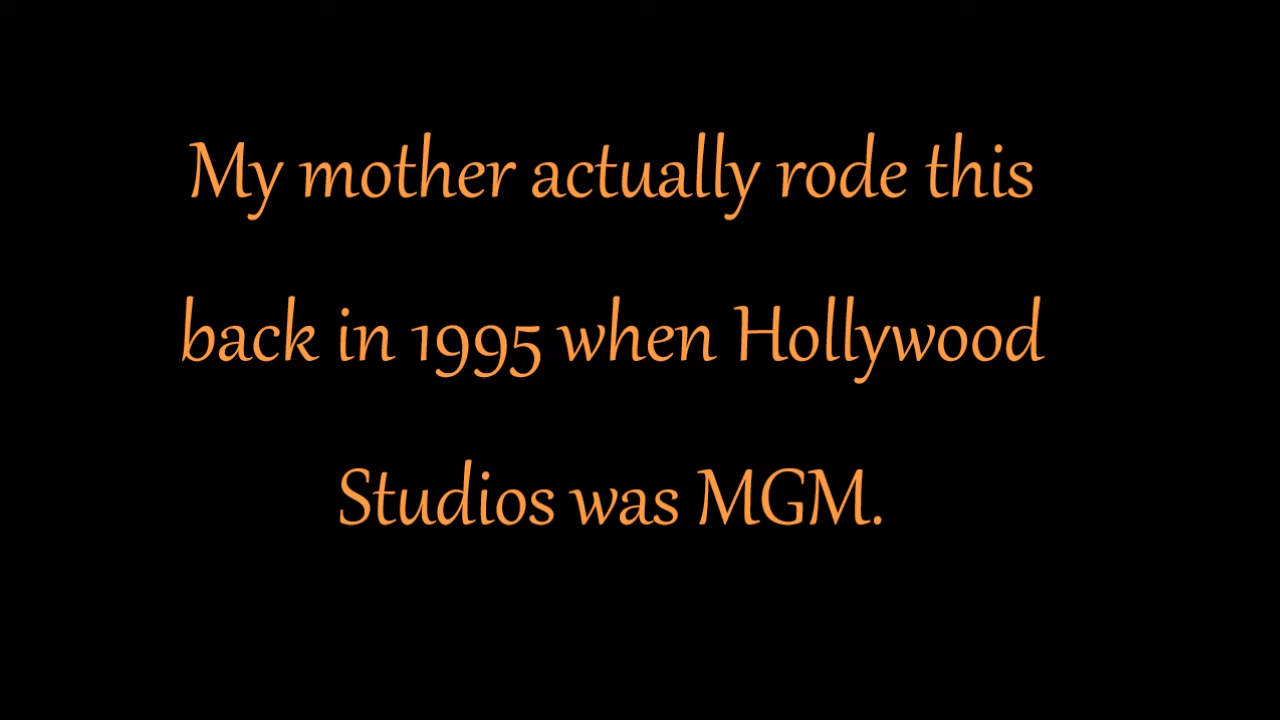 My mother actually rode this
back in 1995 when Hollywood
Studios was MGM.